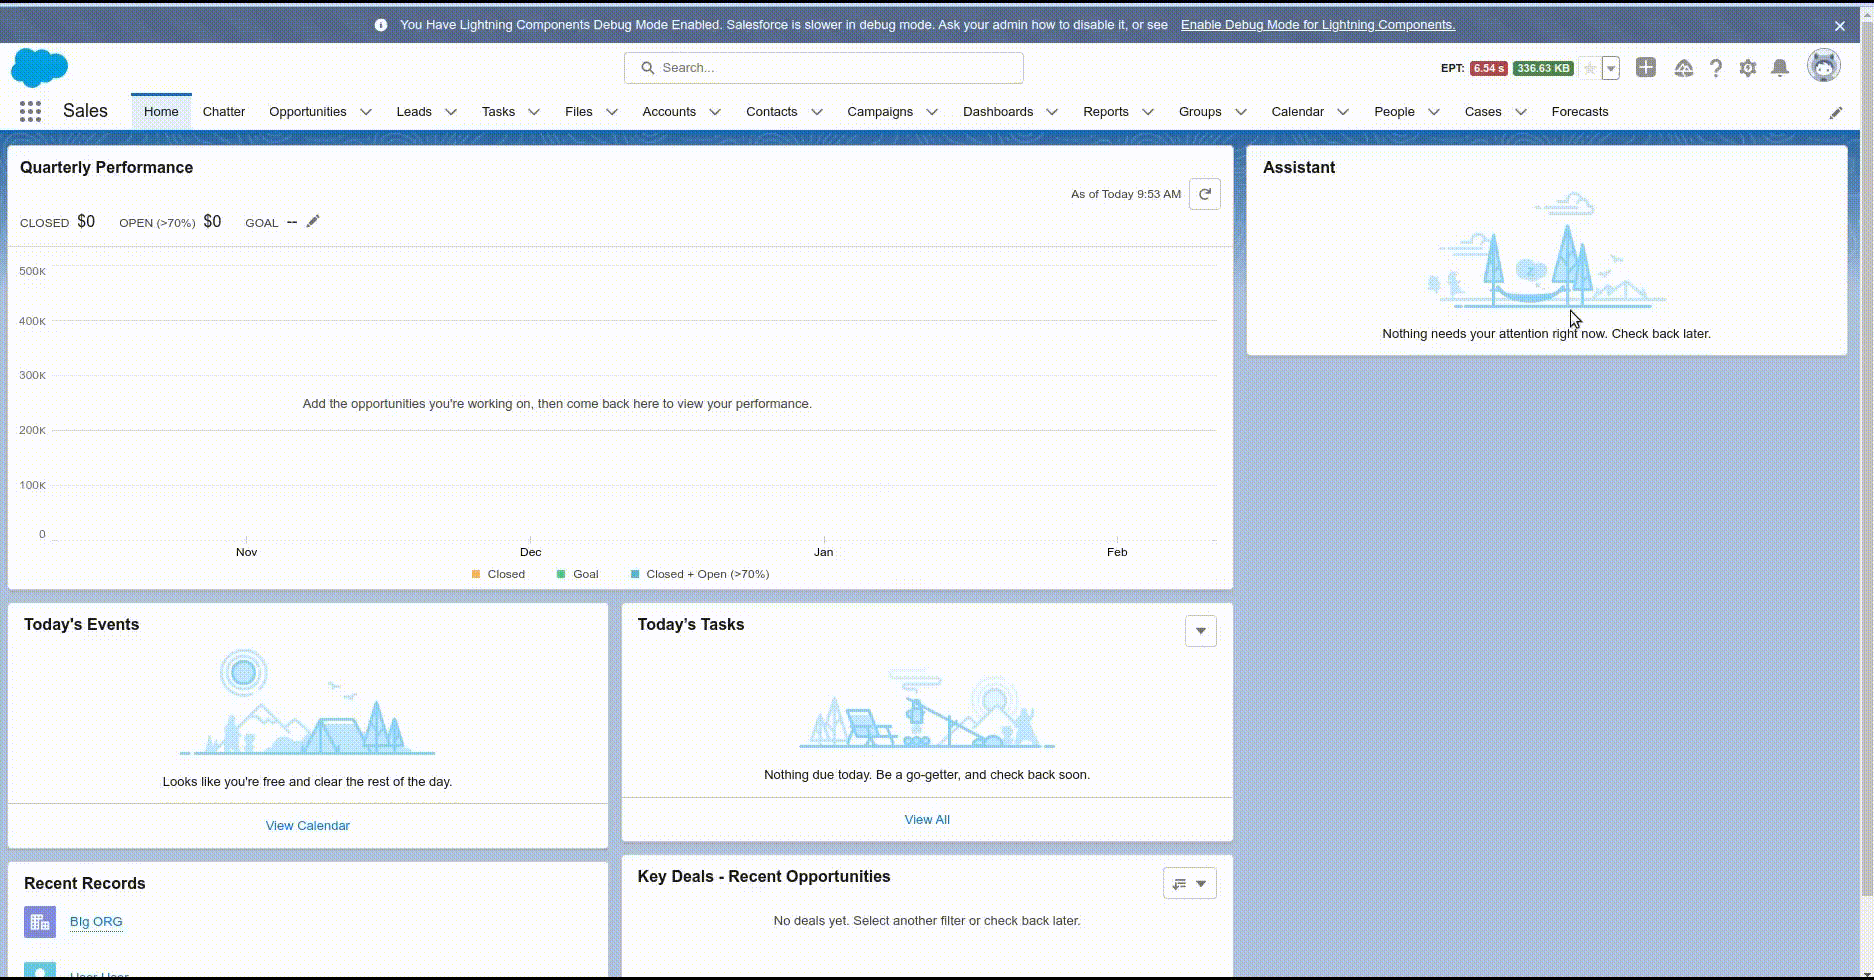 You Have Lightning Components Debug Mode Enabled. Salesforce is slower in debug mode. Ask your admin how to disable it, or see Enable Debug Mode for Lightning Components.
Search...
EPT: 6.54 s 336.63 KB
Sales Home Chatter Opportunities Leads Tasks Files Accounts Contacts Campaigns Dashboards Reports Groups Calendar People Cases Forecasts
Quarterly Performance
As of Today 9:53 AM
CLOSED $0 OPEN (>70%) $0 GOAL --
500K
400K
300K
Add the opportunities you're working on, then come back here to view your performance.
200K
100K
0
Nov Dec Jan Feb
Closed Goal Closed + Open (>70%)
Assistant
Nothing needs your attention right now. Check back later.
Today's Events
Looks like you're free and clear the rest of the day.
View Calendar
Today's Tasks
Nothing due today. Be a go-getter, and check back soon.
View All
Recent Records
BIg ORG
User User
Key Deals - Recent Opportunities
No deals yet. Select another filter or check back later.